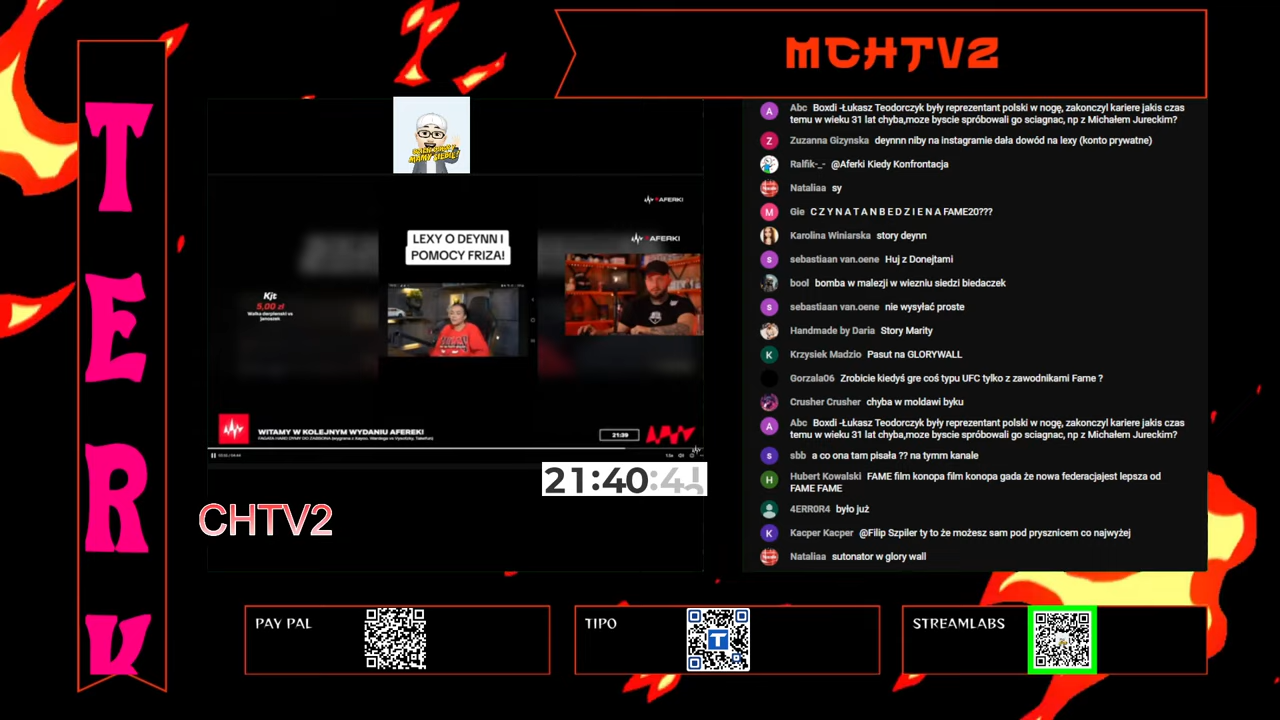 MCHTV2
T
E
R
MAMY CIEBIE!
AFERKI
AFERKI
LEXY O DEYNN I
POMOCY FRIZA!
Kjt
5,00 zł
WITAMY W KOLEJNYM WYDANIU AFEREK!
21:39
21:40
CHTV2
Abc Boxdi -Łukasz Teodorczyk były reprezentant polski w nogę, zakonczyl kariere jakis czas
temu w wieku 31 lat chyba,moze byscie spróbowali go sciagnac, np z Michałem Jureckim?
Zuzanna Gizynska deynnn niby na instagramie dała dowód na lexy (konto prywatne)
Ralfik-_- @Aferki Kiedy Konfrontacja
Nataliaa sy
Gie C Z Y N A T A N B E D Z I E N A FAME20???
Karolina Winiarska story deynn
sebastiaan van.oene Huj z Donejtami
bool bomba w malezji w wiezniu siedzi biedaczek
sebastiaan van.oene nie wysyłać proste
Handmade by Daria Story Marity
Krzysiek Madzio Pasut na GLORYWALL
Gorzala06 Zrobicie kiedyś gre coś typu UFC tylko z zawodnikami Fame ?
Crusher Crusher chyba w moldawi byku
Abc Boxdi -Łukasz Teodorczyk były reprezentant polski w nogę, zakonczyl kariere jakis czas
temu w wieku 31 lat chyba,moze byscie spróbowali go sciagnac, np z Michałem Jureckim?
sbb a co ona tam pisała ?? na tymm kanale
Hubert Kowalski FAME film konopa film konopa gada że nowa federacjajest lepsza od
FAME FAME
4ERR0R4 było już
Kacper Kacper @Filip Szpiler ty to że możesz sam pod prysznicem co najwyżej
Nataliaa sutonator w glory wall
PAY PAL
TIPO
T
STREAMLABS